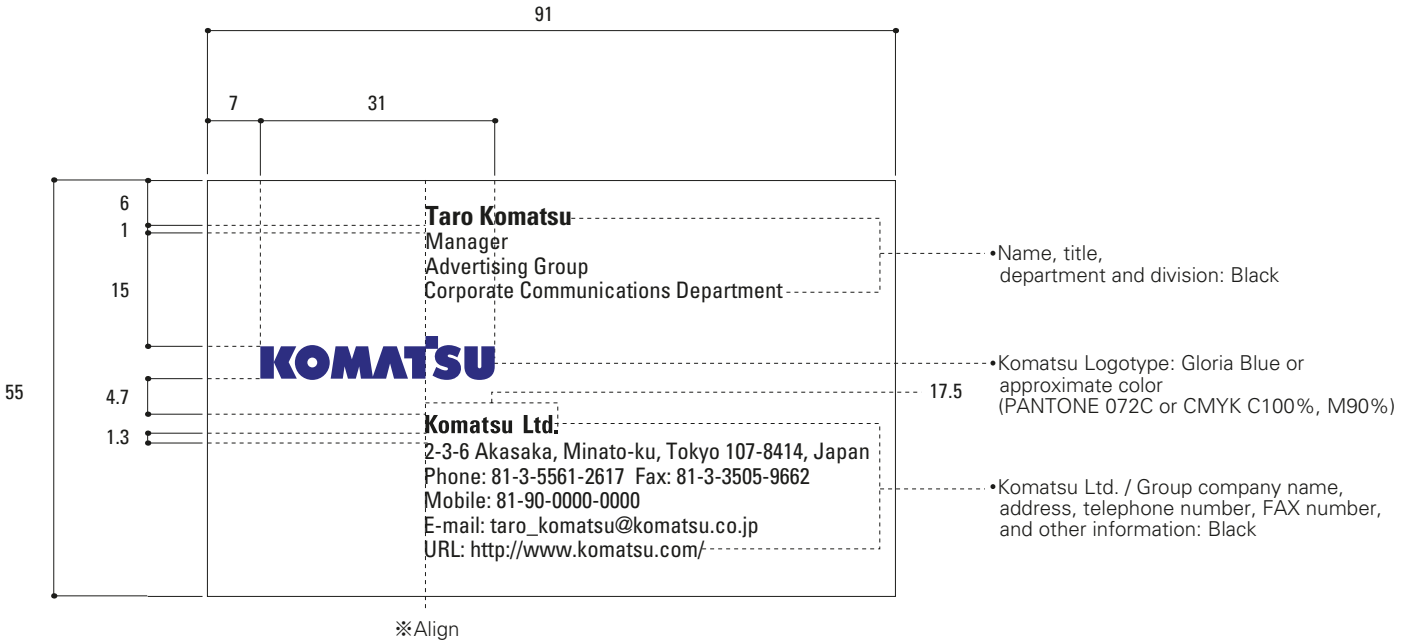 91
7
31
6
1
15
55
4.7
1.3
Taro Komatsu
Manager
Advertising Group
Corporate Communications Department
KOMATSU
17.5
Komatsu Ltd.
2-3-6 Akasaka, Minato-ku, Tokyo 107-8414, Japan
Phone: 81-3-5561-2617 Fax: 81-3-3505-9662
Mobile: 81-90-0000-0000
E-mail: taro_komatsu@komatsu.co.jp
URL: http://www.komatsu.com/
•Name, title,
department and division: Black
•Komatsu Logotype: Gloria Blue or
approximate color
(PANTONE 072C or CMYK C100%, M90%)
•Komatsu Ltd. / Group company name,
address, telephone number, FAX number,
and other information: Black
※Align